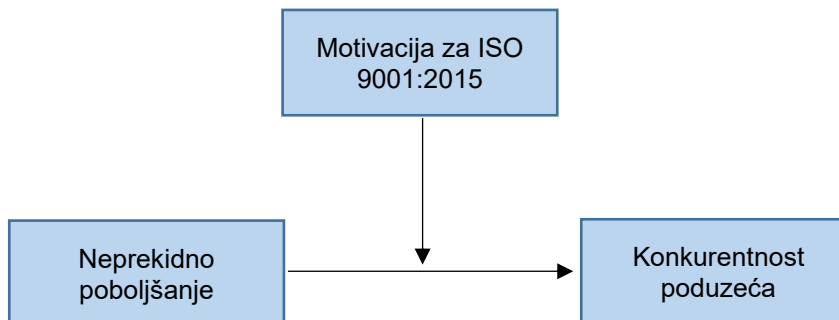 Motivacija za ISO
9001:2015
Neprekidno
poboljšanje
Konkurentnost
poduzeća